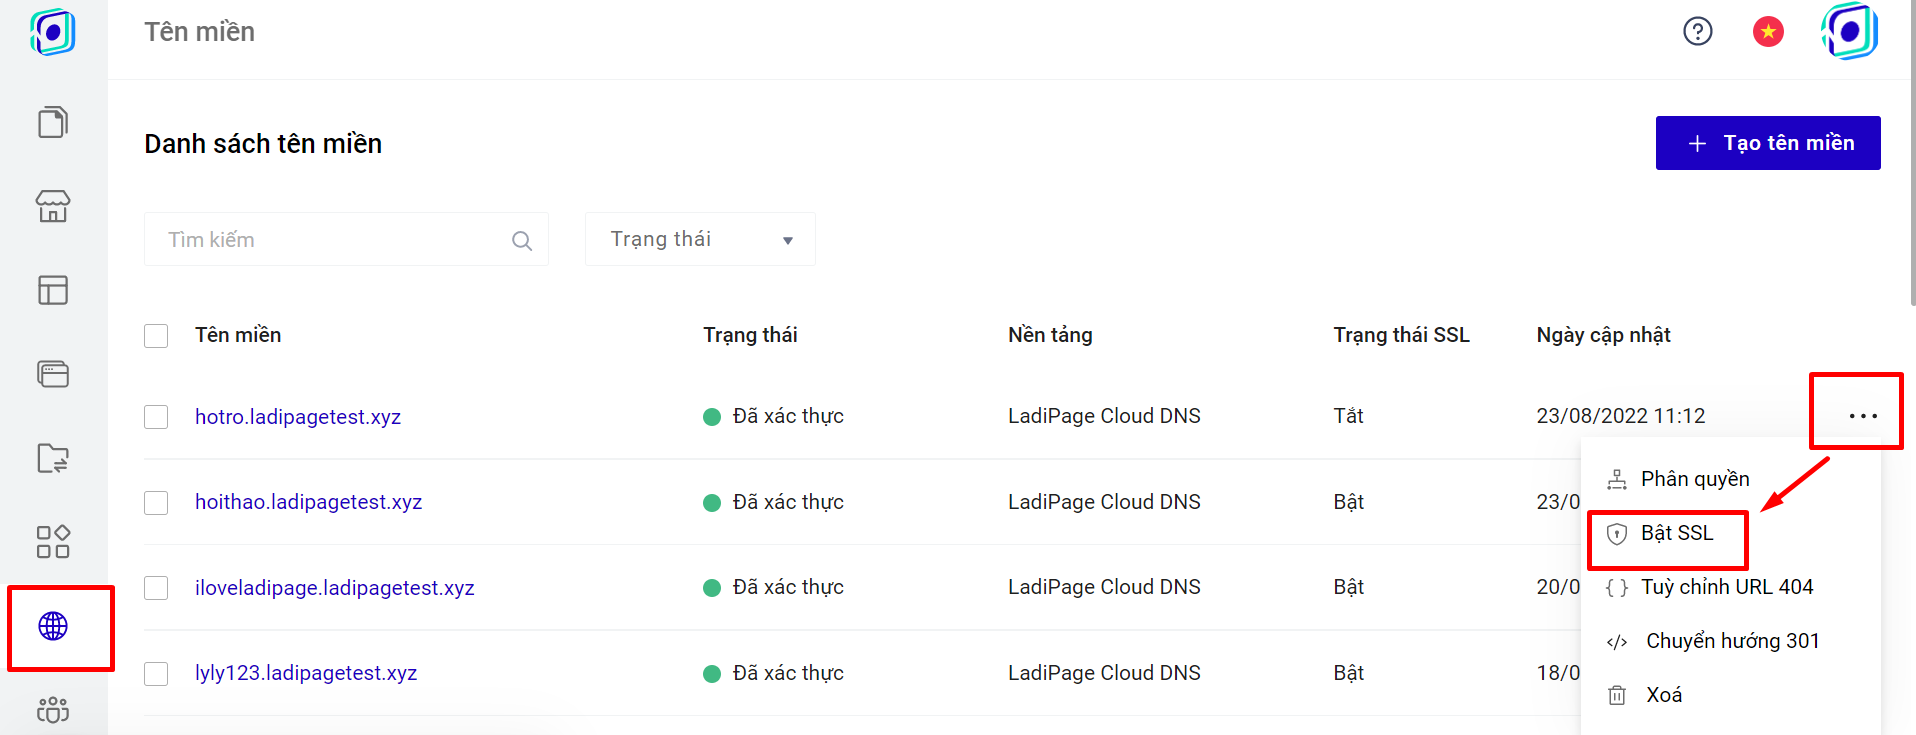 Tên miền
Danh sách tên miền
+ Tạo tên miền
Tìm kiếm
Trạng thái
Tên miền Trạng thái Nền tảng Trạng thái SSL Ngày cập nhật
hotro.ladipagetest.xyz Đã xác thực LadiPage Cloud DNS Tắt 23/08/2022 11:12
Phân quyền
hoithao.ladipagetest.xyz Đã xác thực LadiPage Cloud DNS Bật 23/0
Bật SSL
iloveladipage.ladipagetest.xyz Đã xác thực LadiPage Cloud DNS Bật 20/0
Tuỳ chỉnh URL 404
Chuyển hướng 301
lyly123.ladipagetest.xyz Đã xác thực LadiPage Cloud DNS Bật 18/0
Xoá